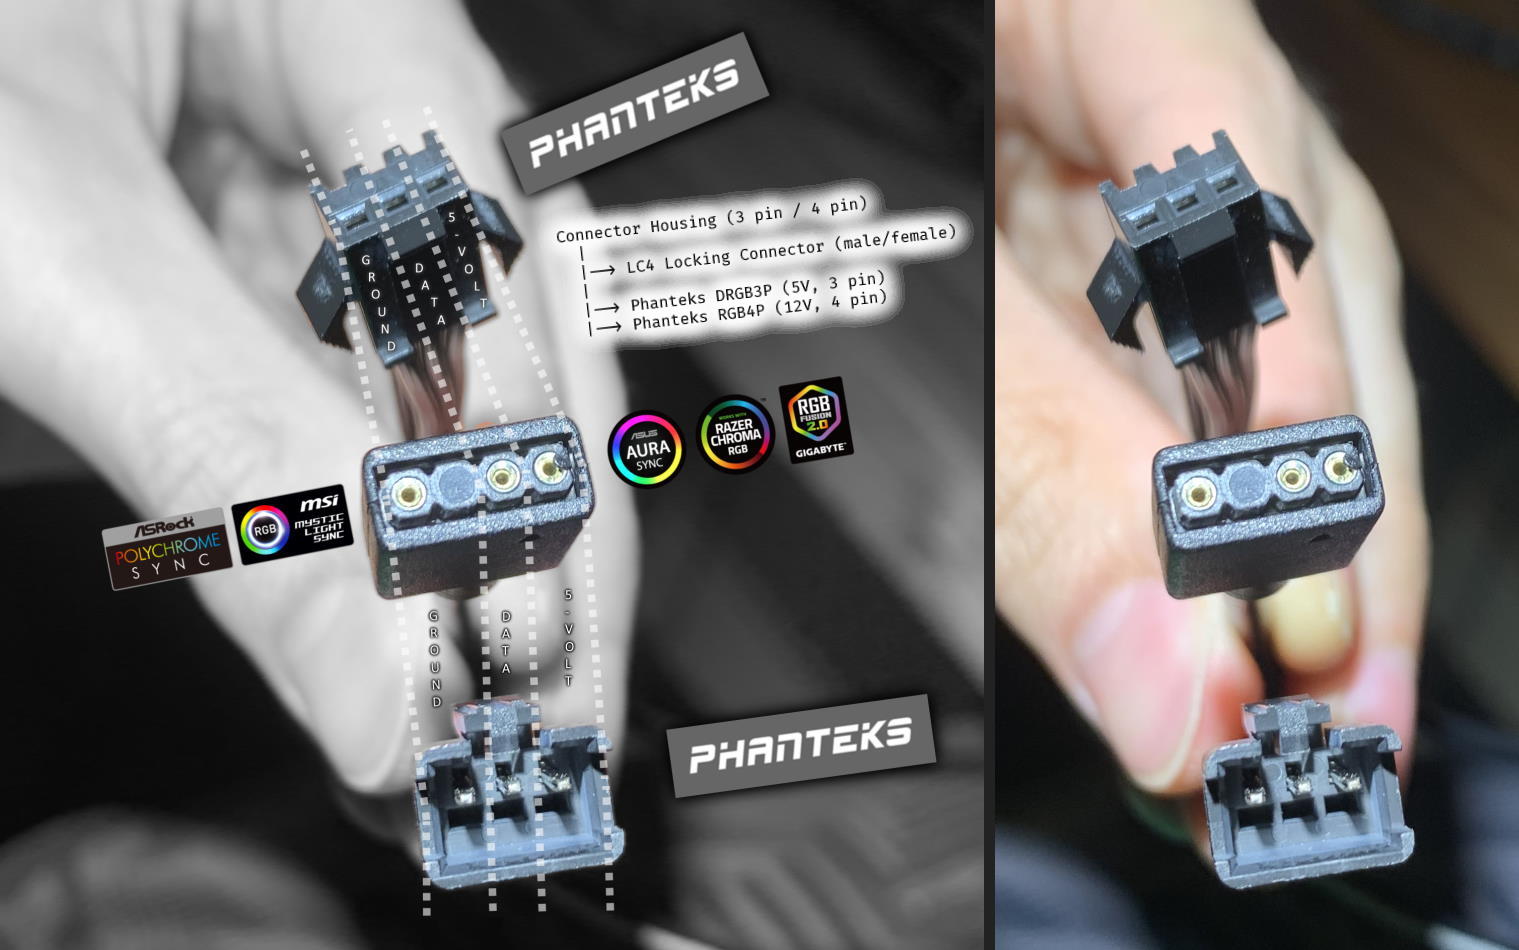 PHANTEKS
Connector Housing (3 pin / 4 pin)
LC4 Locking Connector (male/female)
Phanteks DRGB3P (5V, 3 pin)
Phanteks RGB4P (12V, 4 pin)
GROUND
DATA
5-VOLT
ASUS
AURA
SYNC
WORKS WITH
RAZER
CHROMA
RGB
™
RGB
FUSION
2.0
GIGABYTE™
ASRock
POLYCHROME
SYNC
RGB
msi
MYSTIC
LIGHT
SYNC
GROUND
DATA
5-VOLT
PHANTEKS